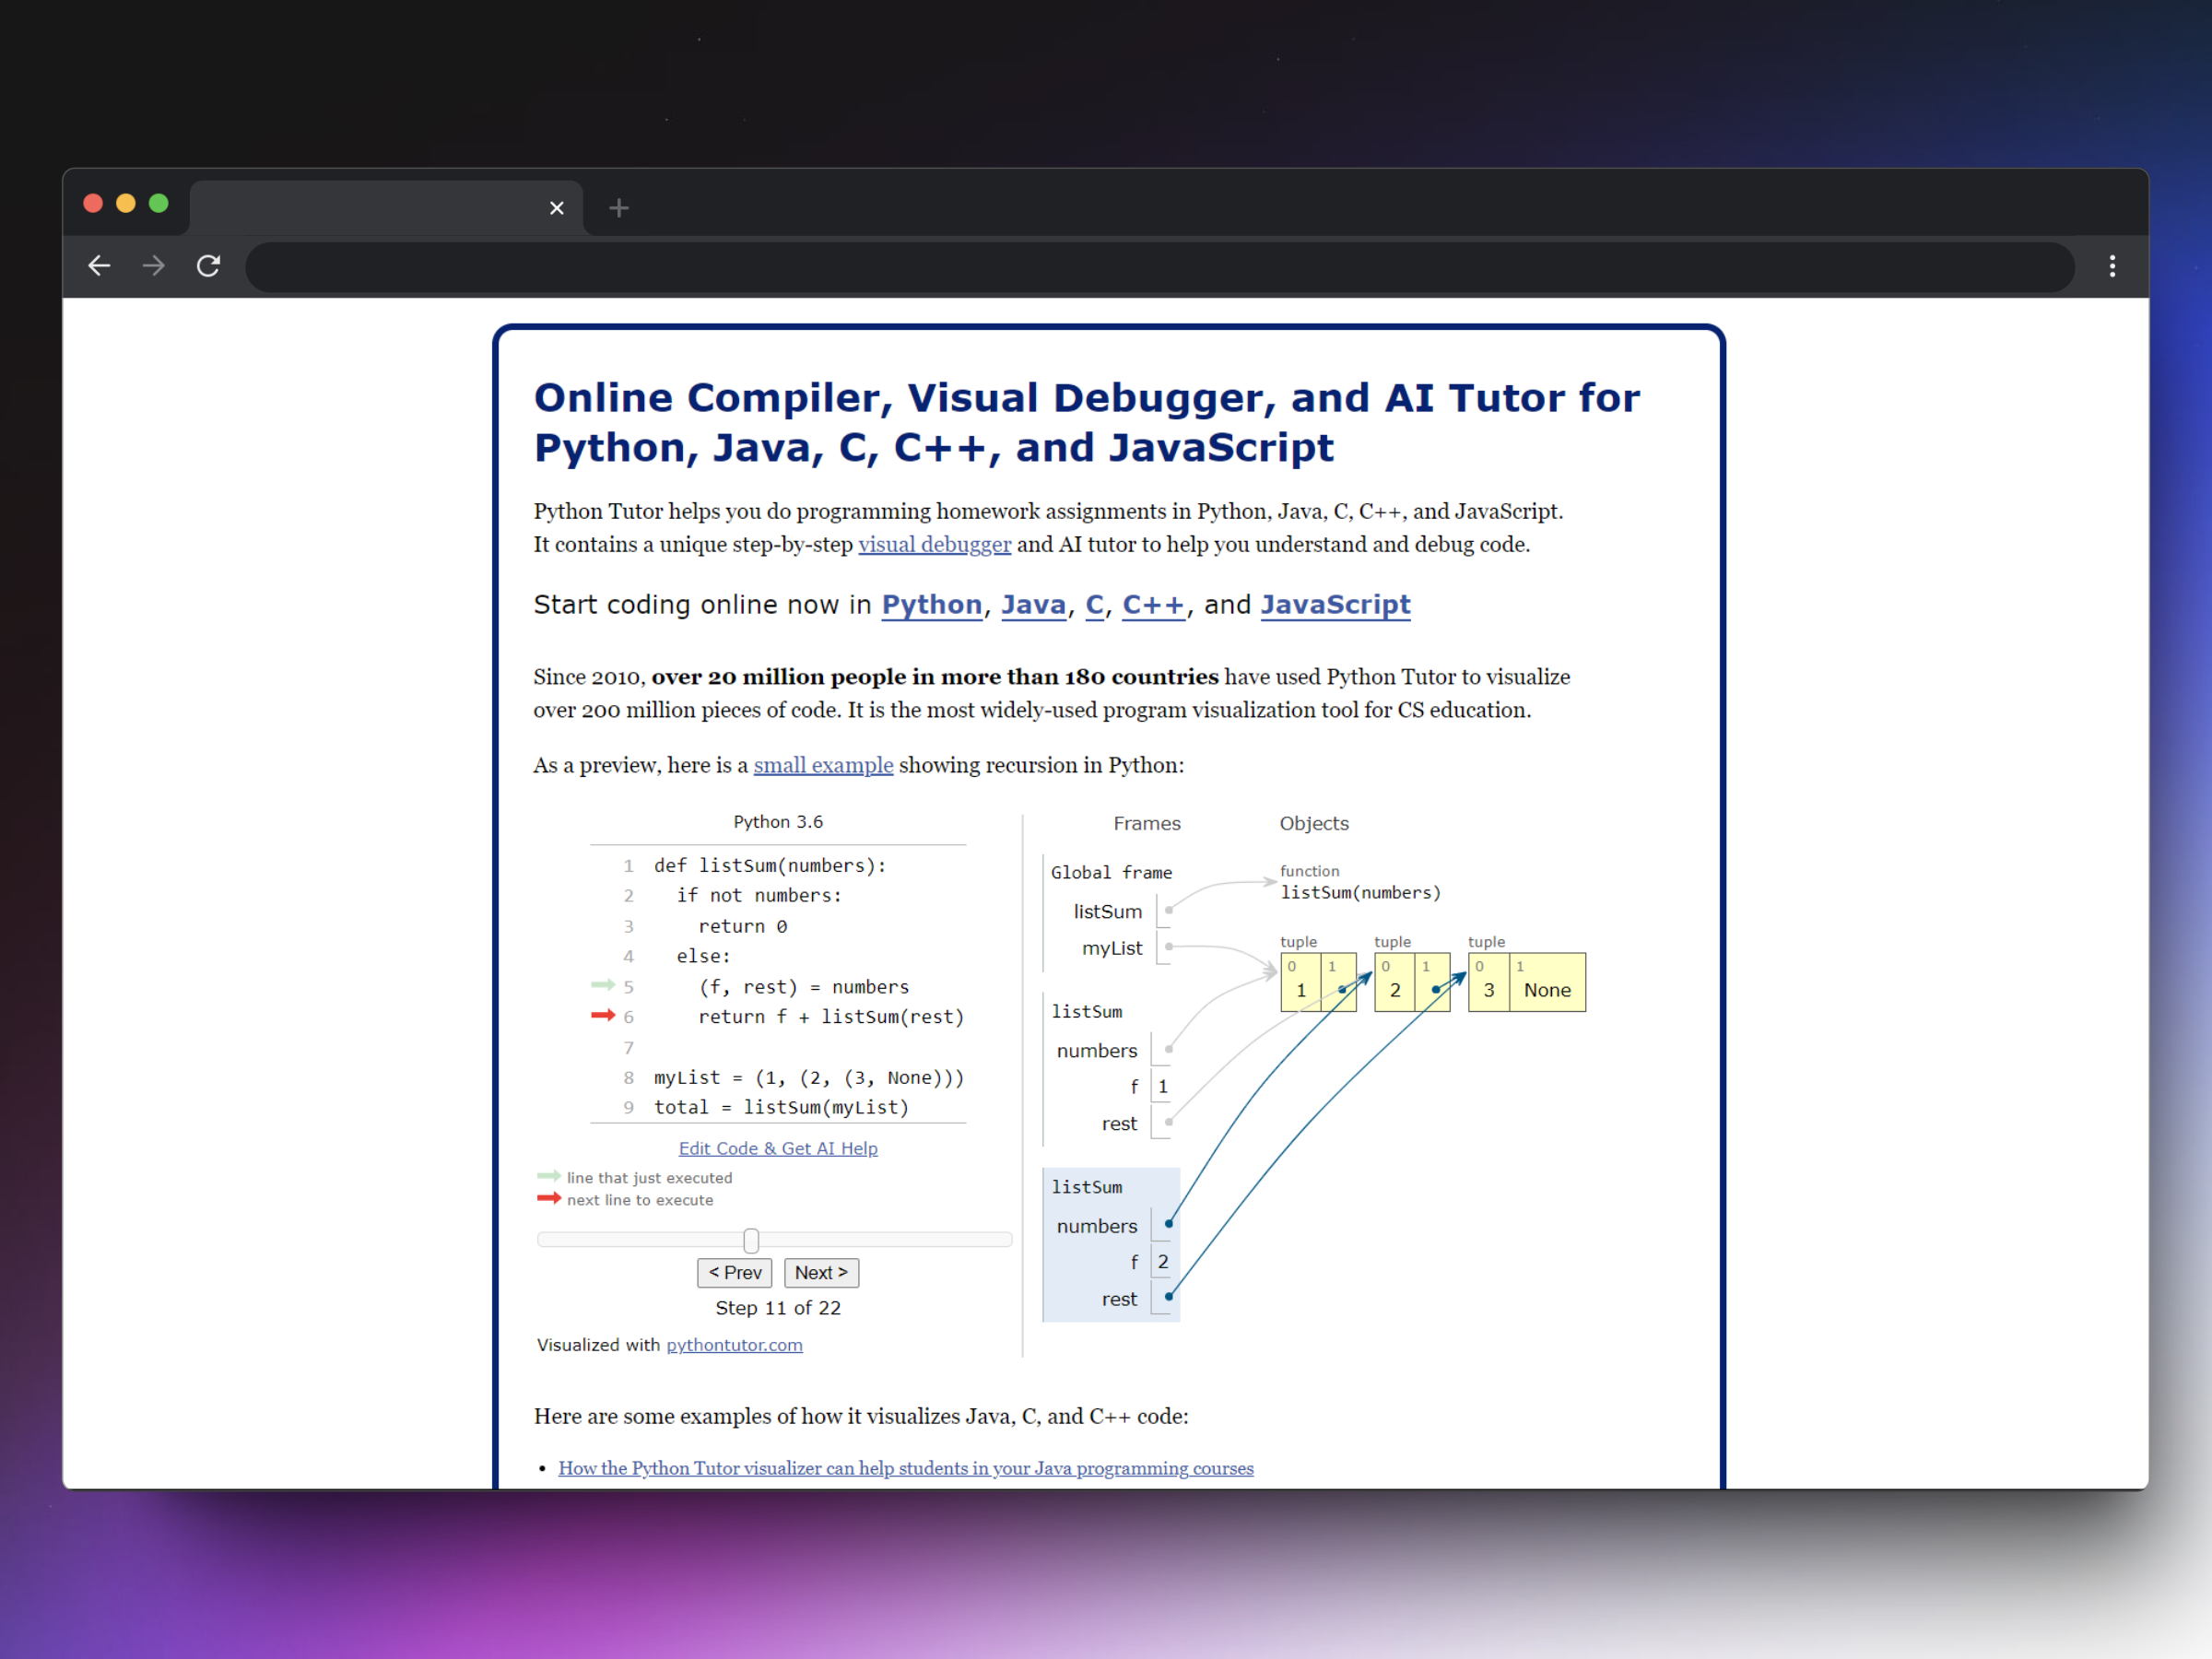 Online Compiler, Visual Debugger, and AI Tutor for
Python, Java, C, C++, and JavaScript
Python Tutor helps you do programming homework assignments in Python, Java, C, C++, and JavaScript.
It contains a unique step-by-step visual debugger and AI tutor to help you understand and debug code.
Start coding online now in Python, Java, C, C++, and JavaScript
Since 2010, over 20 million people in more than 180 countries have used Python Tutor to visualize
over 200 million pieces of code. It is the most widely-used program visualization tool for CS education.
As a preview, here is a small example showing recursion in Python:
Python 3.6
1 def listSum(numbers):
2   if not numbers:
3     return 0
4   else:
5     (f, rest) = numbers
6     return f + listSum(rest)
7
8 myList = (1, (2, (3, None)))
9 total = listSum(myList)
Edit Code & Get AI Help
line that just executed
next line to execute
< Prev Next >
Step 11 of 22
Visualized with pythontutor.com
Frames Objects
Global frame
listSum
myList
function
listSum(numbers)
tuple tuple tuple
0 1 0 1 0 1
1 2 3 None
listSum
numbers
f 1
rest
listSum
numbers
f 2
rest
Here are some examples of how it visualizes Java, C, and C++ code:
• How the Python Tutor visualizer can help students in your Java programming courses